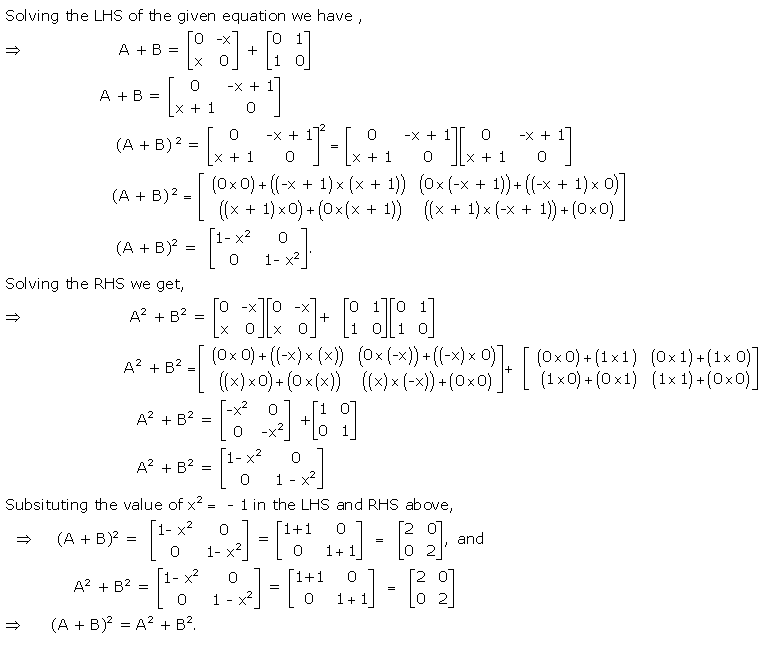 Solving the LHS of the given equation we have ,
⇒ A + B = [0 -x; x 0] + [0 1; 1 0]
A + B = [0 -x + 1; x + 1 0]
(A + B)² = [0 -x + 1; x + 1 0]² = [0 -x + 1; x + 1 0][0 -x + 1; x + 1 0]
(A + B)² = [(0×0)+((-x + 1)×(x + 1)) (0×(-x + 1))+((-x + 1)×0); ((x + 1)×0)+(0×(x + 1)) ((x + 1)×(-x + 1))+(0×0)]
(A + B)² = [1- x² 0; 0 1- x²].
Solving the RHS we get,
⇒ A² + B² = [0 -x; x 0][0 -x; x 0] + [0 1; 1 0][0 1; 1 0]
A² + B² = [(0×0)+((-x)×(x)) (0×(-x))+((-x)×0); ((x)×0)+(0×(x)) ((x)×(-x))+(0×0)] + [(0×0)+(1×1) (0×1)+(1×0); (1×0)+(0×1) (1×1)+(0×0)]
A² + B² = [-x² 0; 0 -x²] + [1 0; 0 1]
A² + B² = [1- x² 0; 0 1 - x²]
Subsituting the value of x² = - 1 in the LHS and RHS above,
⇒ (A + B)² = [1- x² 0; 0 1- x²] = [1+1 0; 0 1+1] = [2 0; 0 2], and
A² + B² = [1- x² 0; 0 1 - x²] = [1+1 0; 0 1+1] = [2 0; 0 2]
⇒ (A + B)² = A² + B².